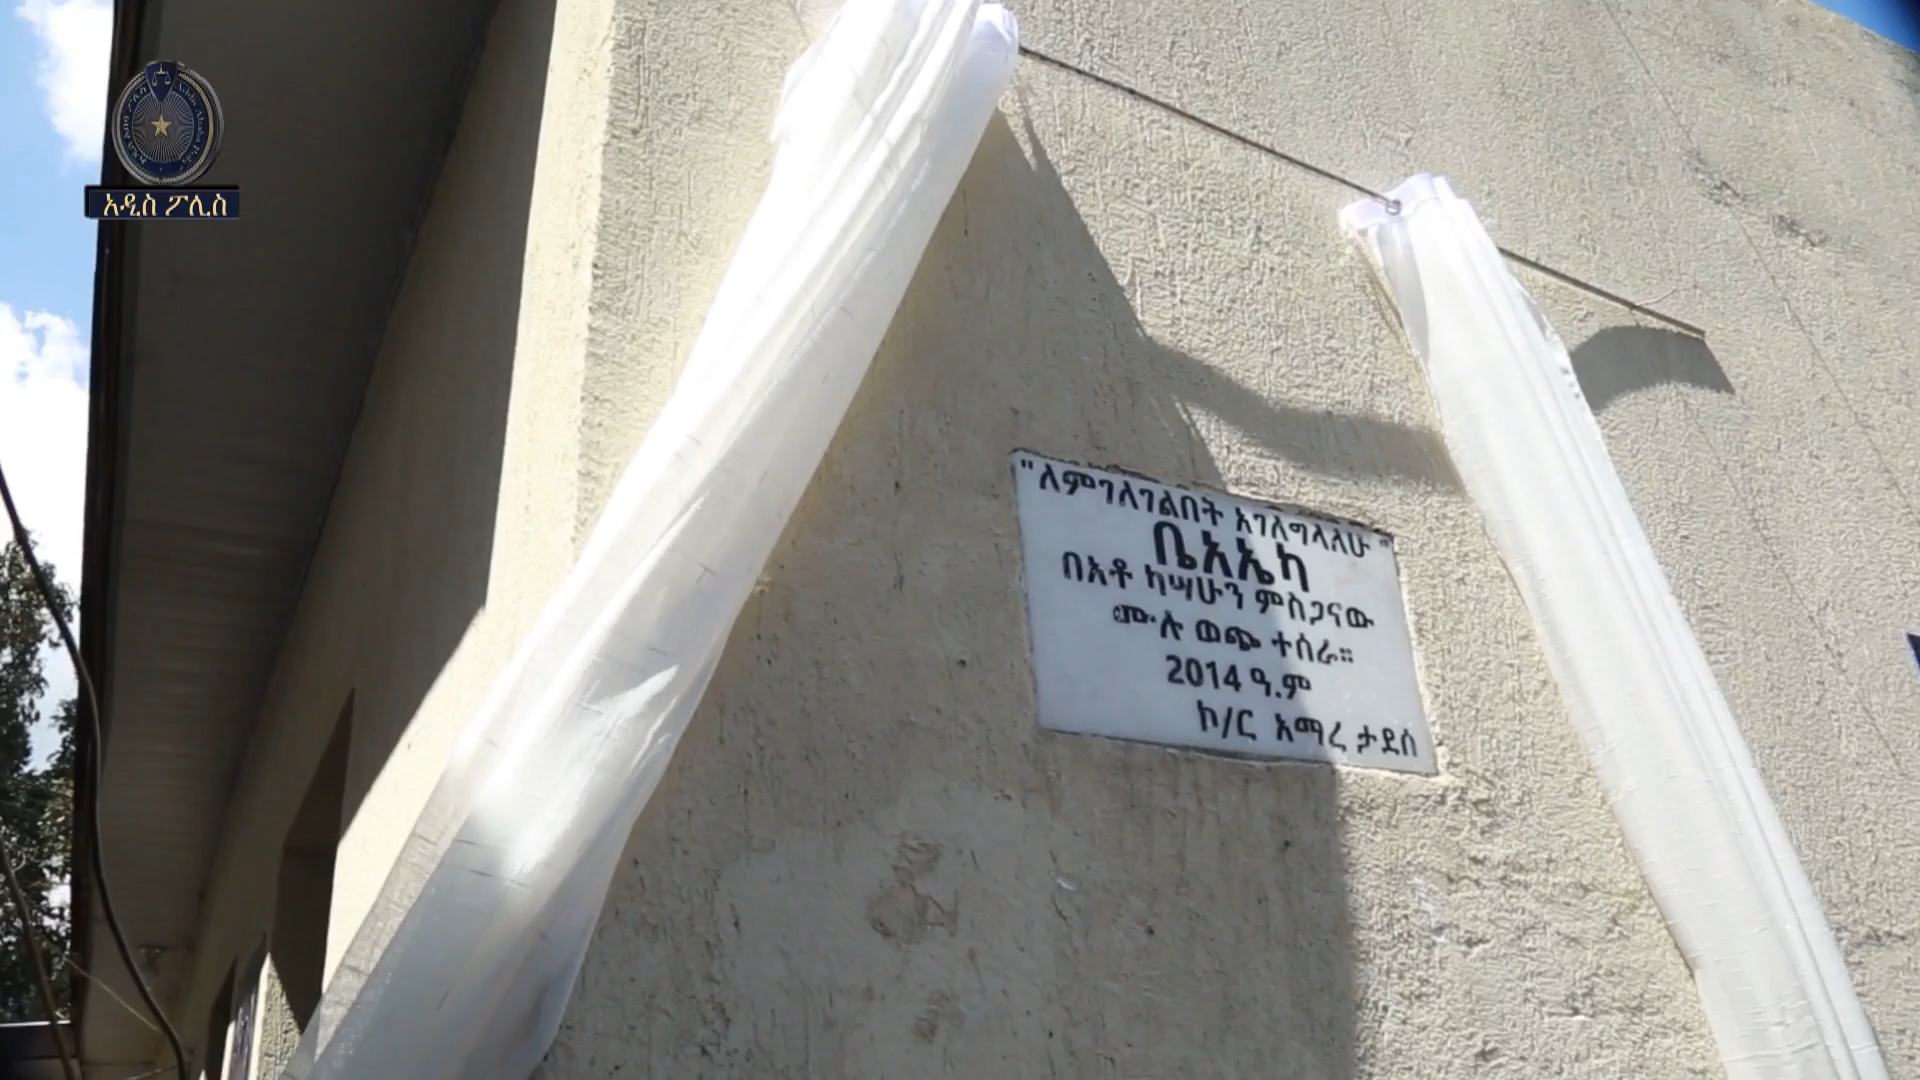 አዲስ ፖሊስ
"ለምገለገልበት አገለግላለሁ"
ቤአኤካ
በአቶ ካሣሁን ምስጋናው
ሙሉ ወጭ ተሰራ።
2014 ዓ.ም
ኮ/ር አማረ ታደሰ